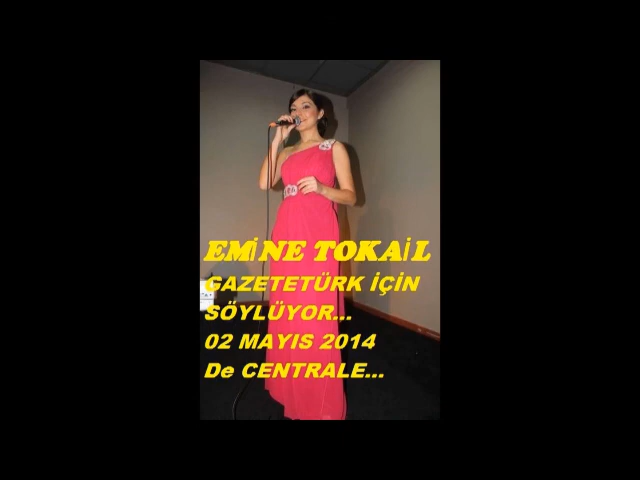 EMİNE TOKAİL
GAZETETÜRK İÇİN
SÖYLÜYOR...
02 MAYIS 2014
De CENTRALE...